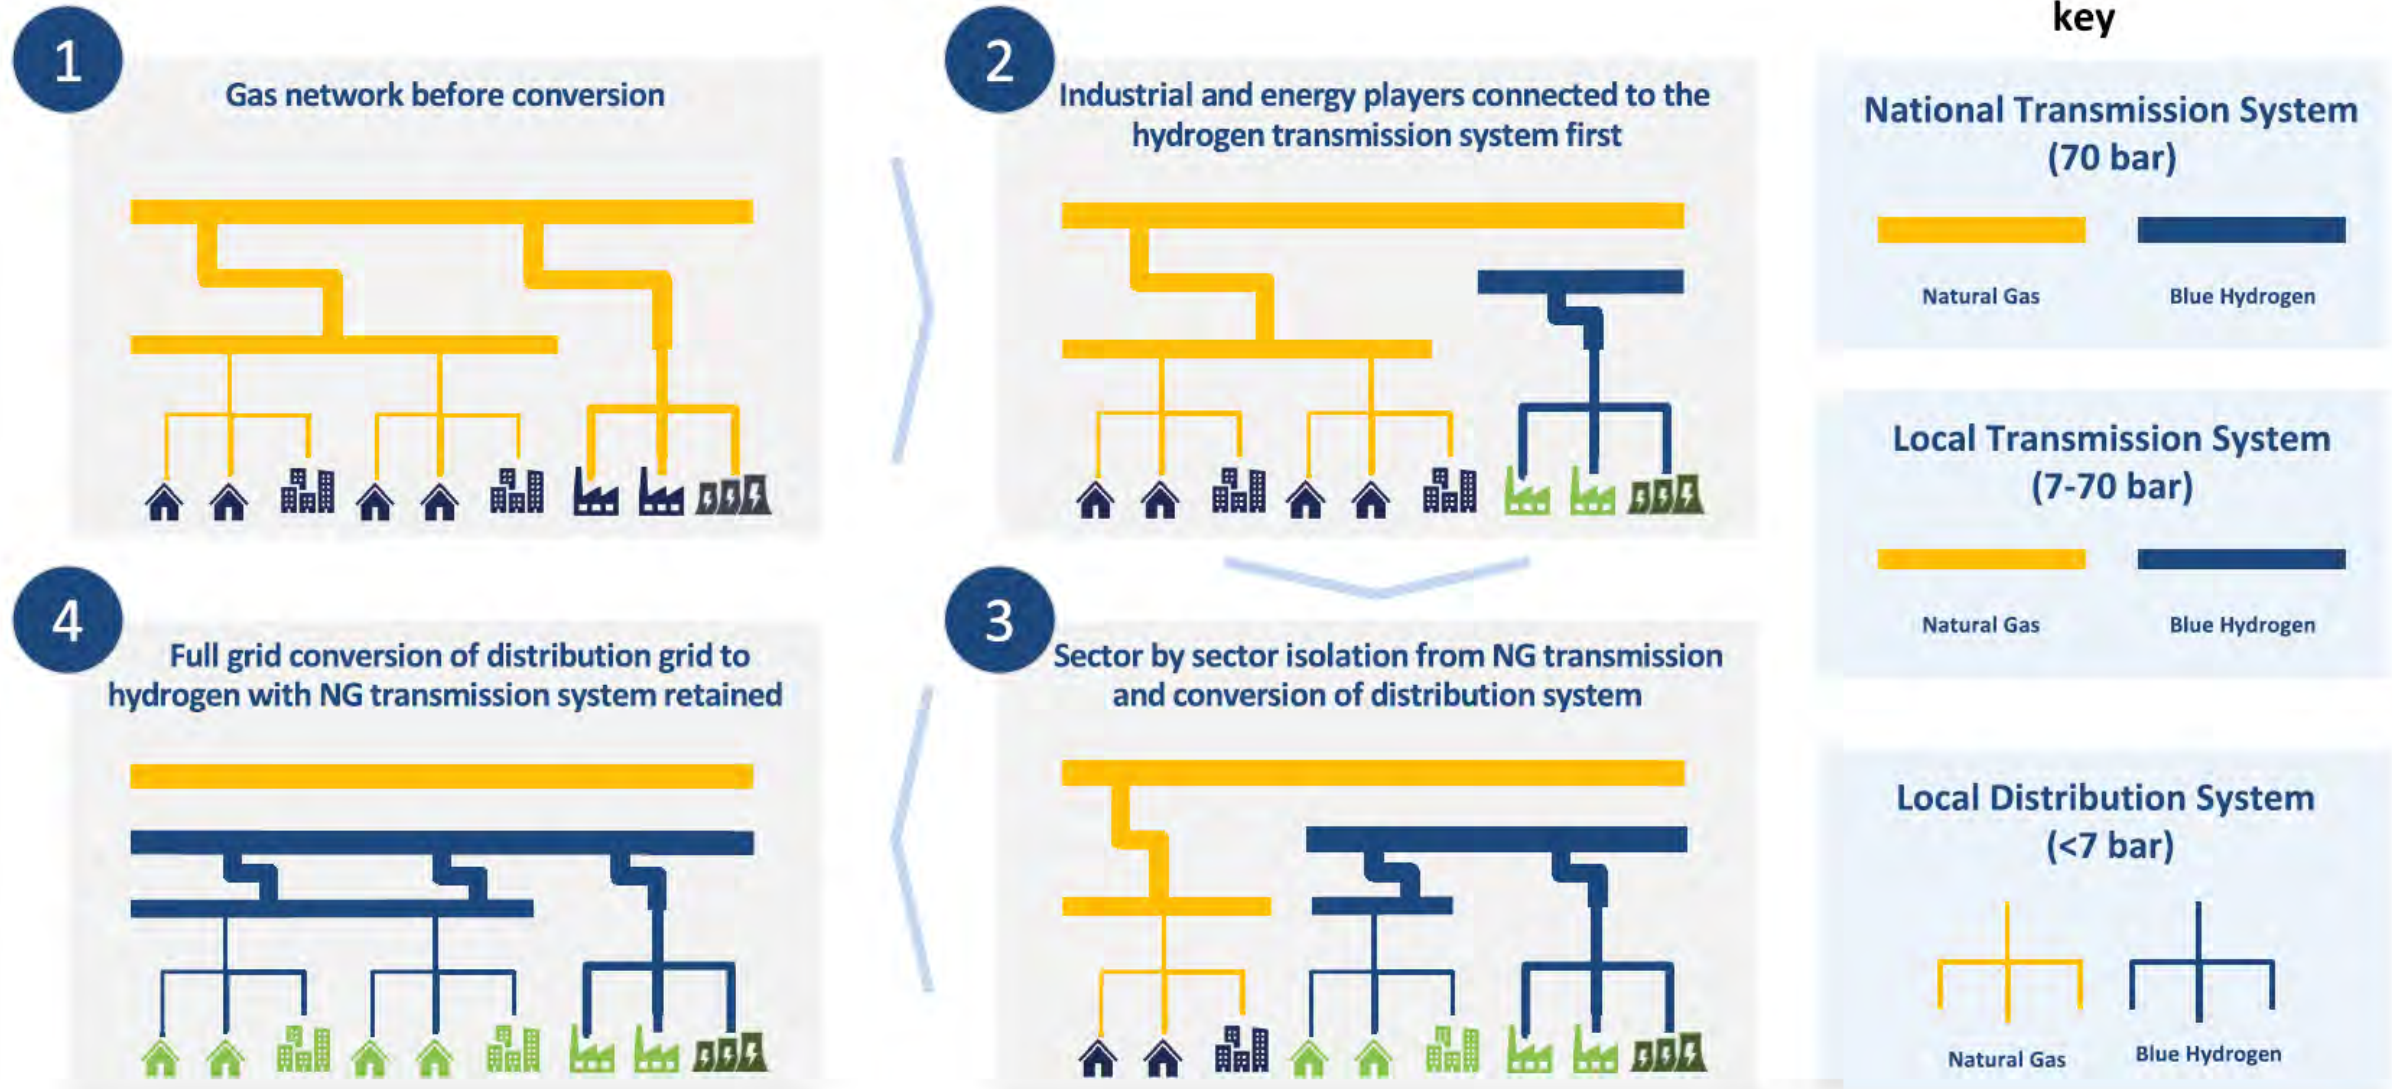 1
Gas network before conversion
2
Industrial and energy players connected to the
hydrogen transmission system first
3
Sector by sector isolation from NG transmission
and conversion of distribution system
4
Full grid conversion of distribution grid to
hydrogen with NG transmission system retained
key
National Transmission System
(70 bar)
Natural Gas
Blue Hydrogen
Local Transmission System
(7-70 bar)
Natural Gas
Blue Hydrogen
Local Distribution System
(<7 bar)
Natural Gas
Blue Hydrogen